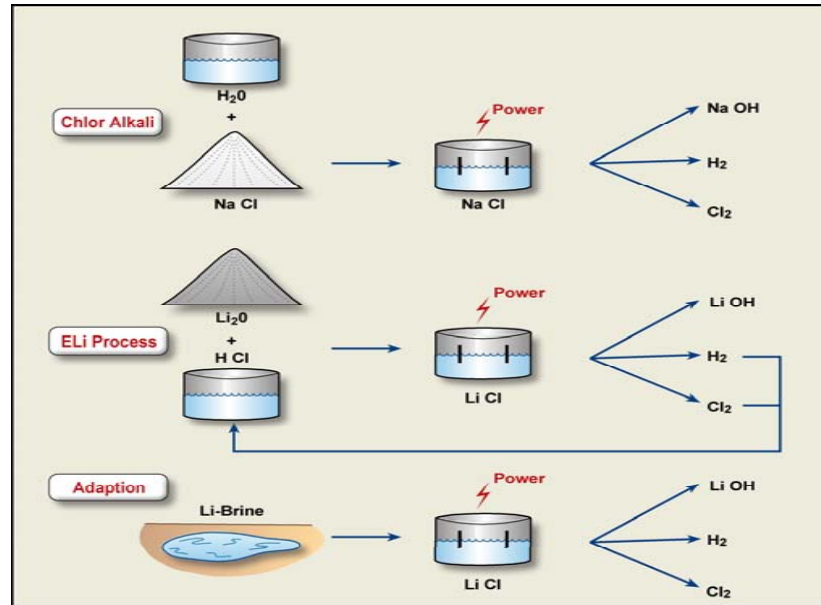 H₂0
+
Chlor Alkali
Na Cl
Power
Na Cl
Na OH
H₂
Cl₂
Li₂0
+
H Cl
ELi Process
Power
Li Cl
Li OH
H₂
Cl₂
Adaption
Li-Brine
Power
Li Cl
Li OH
H₂
Cl₂